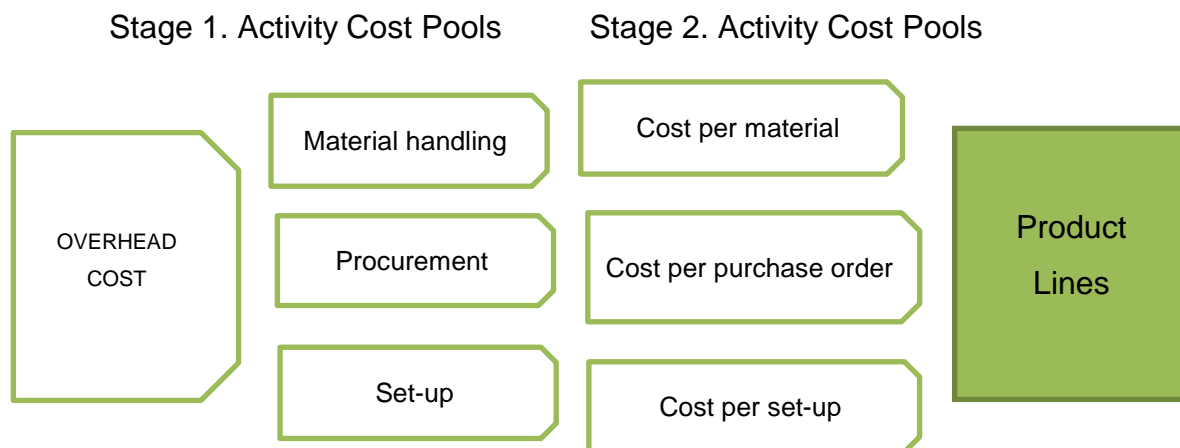 Stage 1. Activity Cost Pools
Stage 2. Activity Cost Pools
OVERHEAD
COST
Material handling
Procurement
Set-up
Cost per material
Cost per purchase order
Cost per set-up
Product
Lines